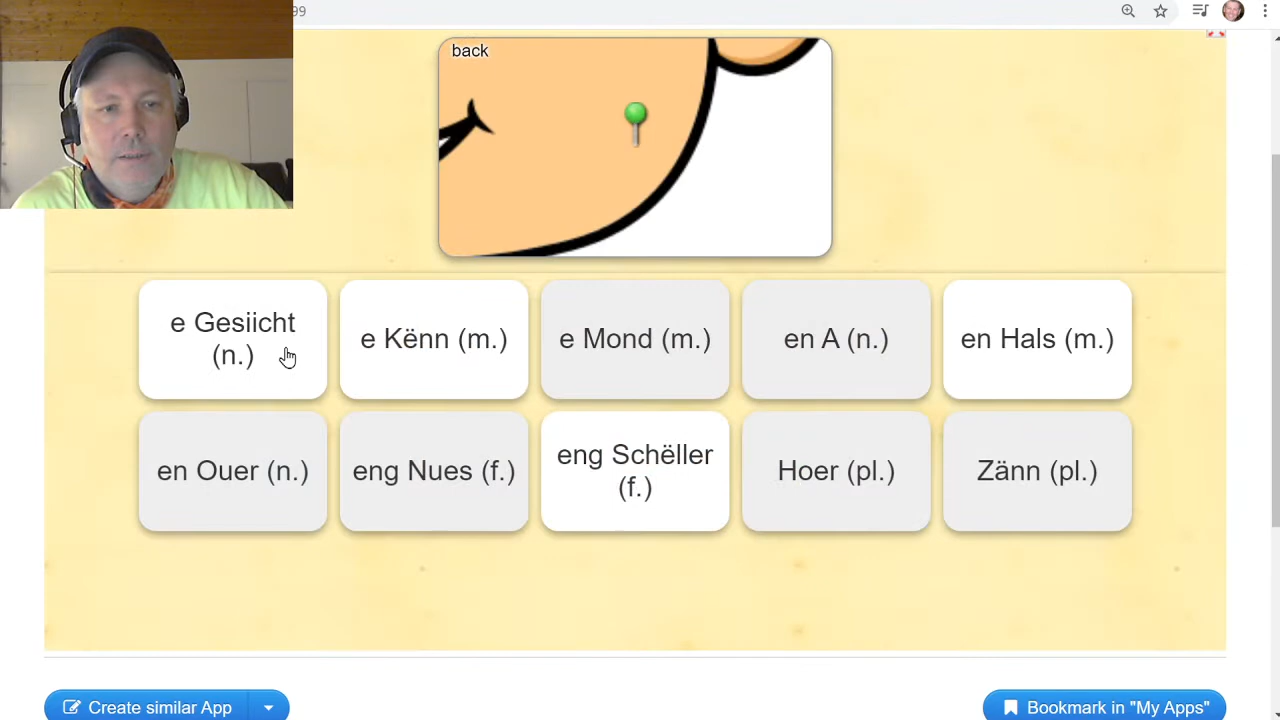 99
back
e Gesiicht
(n.)
e Kënn (m.)
e Mond (m.)
en A (n.)
en Hals (m.)
en Ouer (n.)
eng Nues (f.)
eng Schëller
(f.)
Hoer (pl.)
Zänn (pl.)
Create similar App
Bookmark in "My Apps"